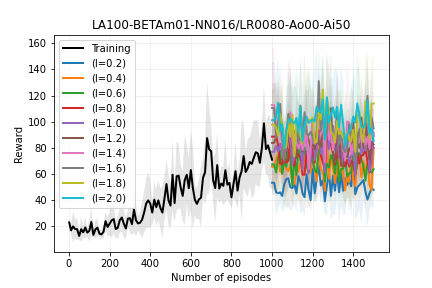 LA100-BETAm01-NN016/LR0080-Ao00-Ai50
Reward
160
140
120
100
80
60
40
20
Training
(l=0.2)
(l=0.4)
(l=0.6)
(l=0.8)
(l=1.0)
(l=1.2)
(l=1.4)
(l=1.6)
(l=1.8)
(l=2.0)
0 200 400 600 800 1000 1200 1400
Number of episodes